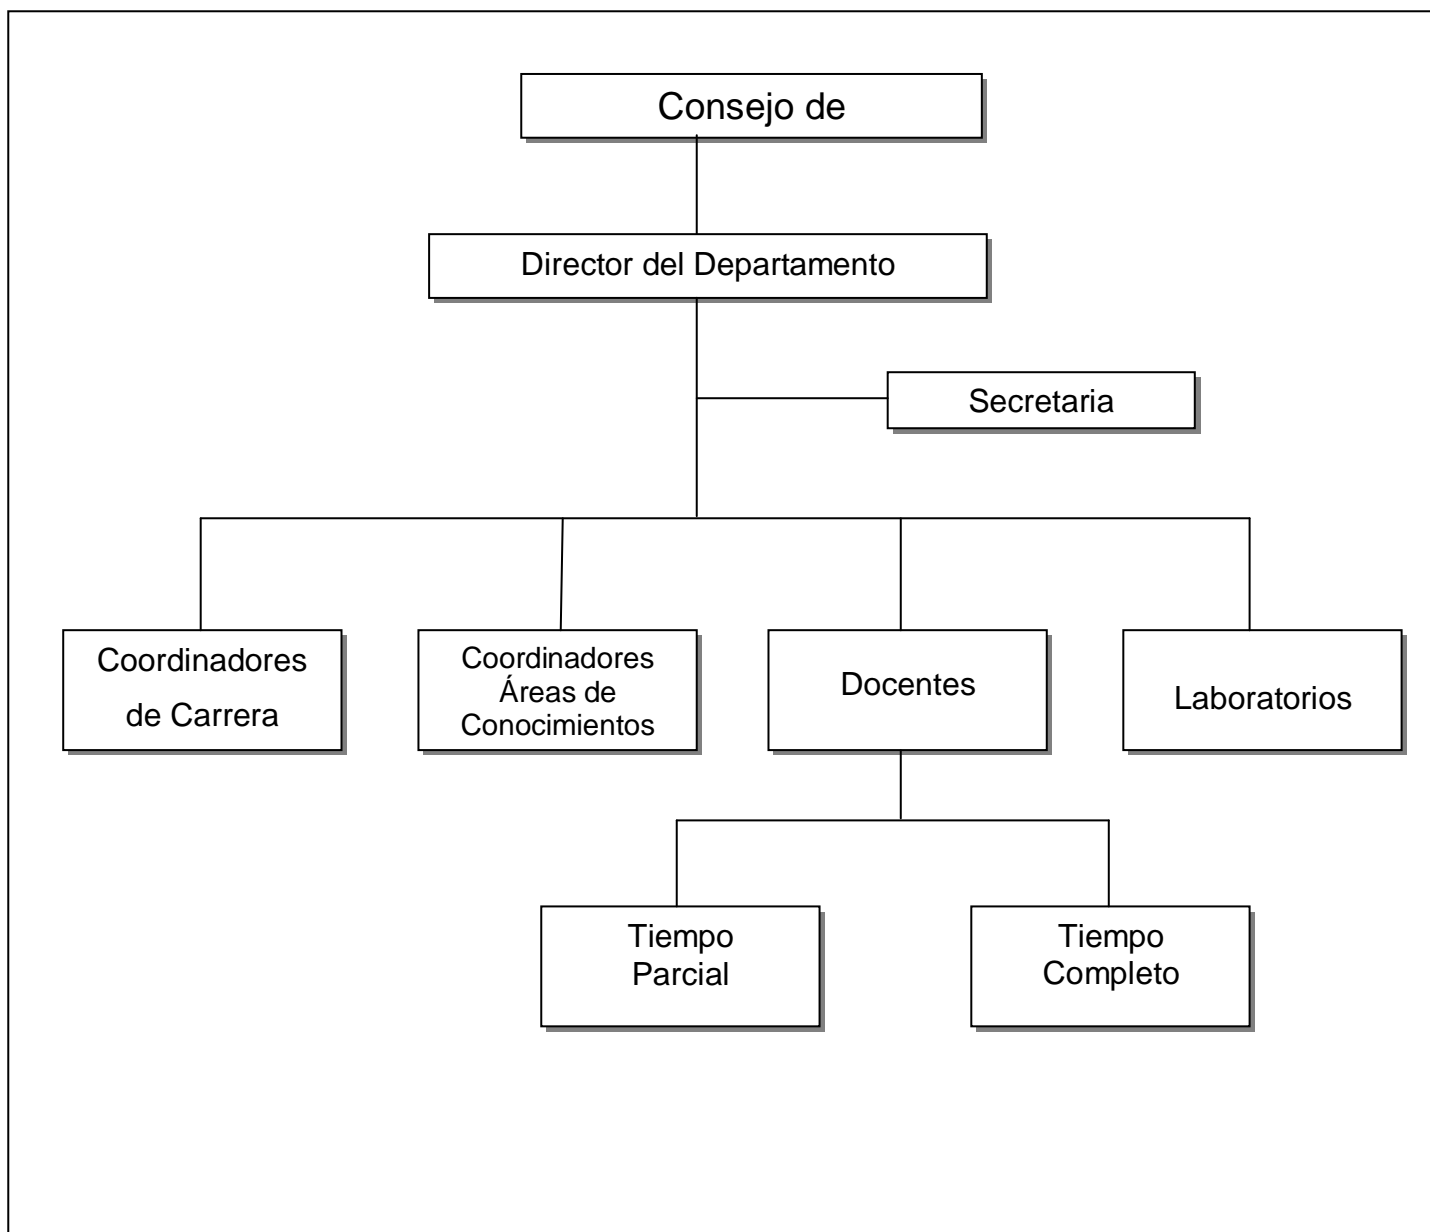 Consejo de
Director del Departamento
Secretaria
Coordinadores
de Carrera
Coordinadores
Áreas de
Conocimientos
Docentes
Laboratorios
Tiempo
Parcial
Tiempo
Completo